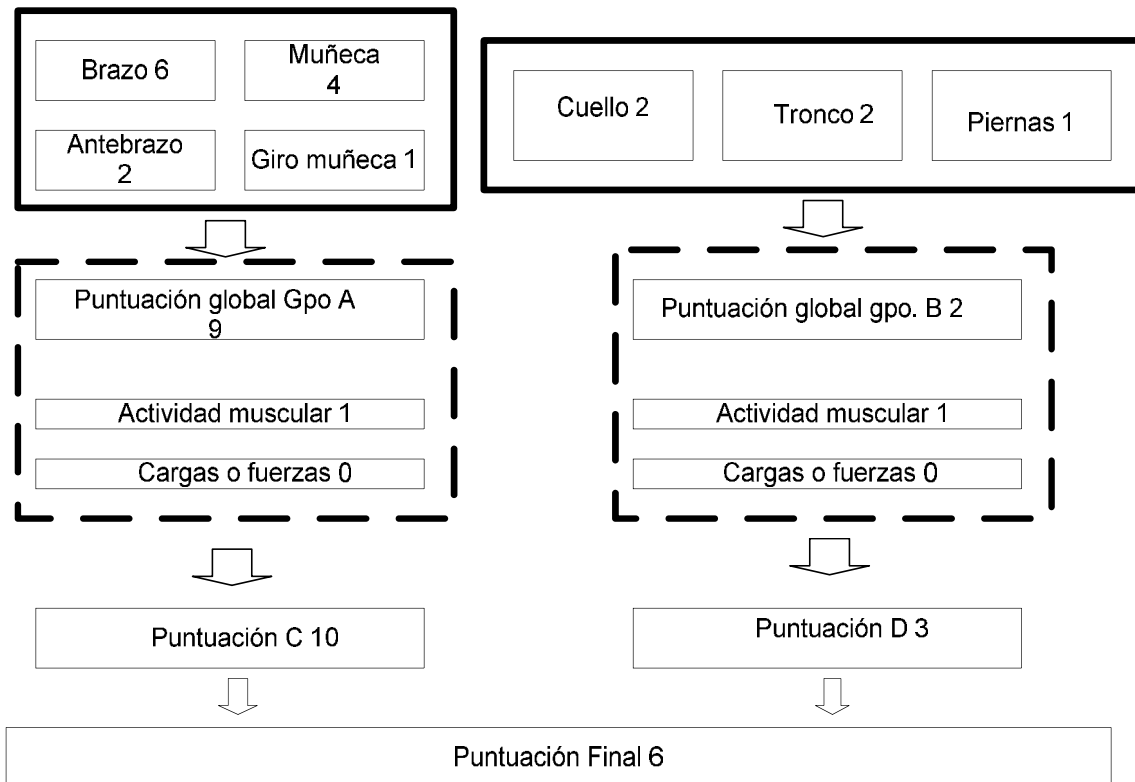 Brazo 6
Muñeca
4
Antebrazo
2
Giro muñeca 1
Cuello 2
Tronco 2
Piernas 1
Puntuación global Gpo A
9
Actividad muscular 1
Cargas o fuerzas 0
Puntuación global gpo. B 2
Actividad muscular 1
Cargas o fuerzas 0
Puntuación C 10
Puntuación D 3
Puntuación Final 6